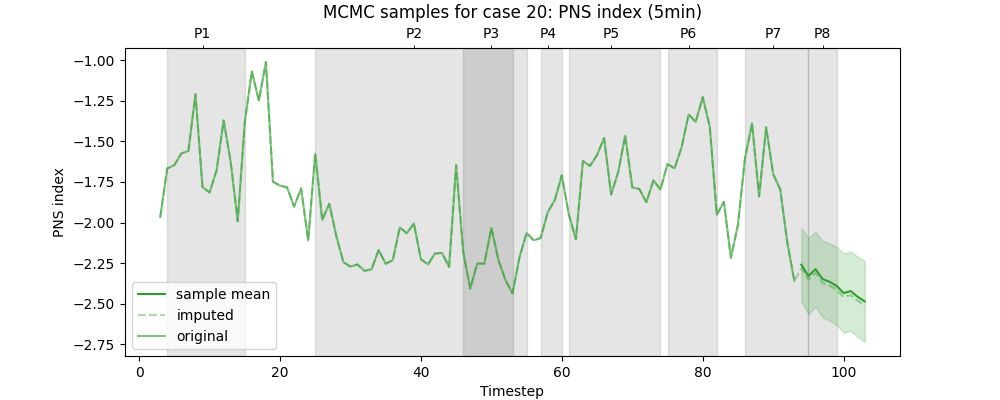 MCMC samples for case 20: PNS index (5min)
P1 P2 P3 P4 P5 P6 P7 P8
−1.00
−1.25
−1.50
−1.75
−2.00
−2.25
−2.50
−2.75
PNS index
sample mean
imputed
original
0 20 40 60 80 100
Timestep